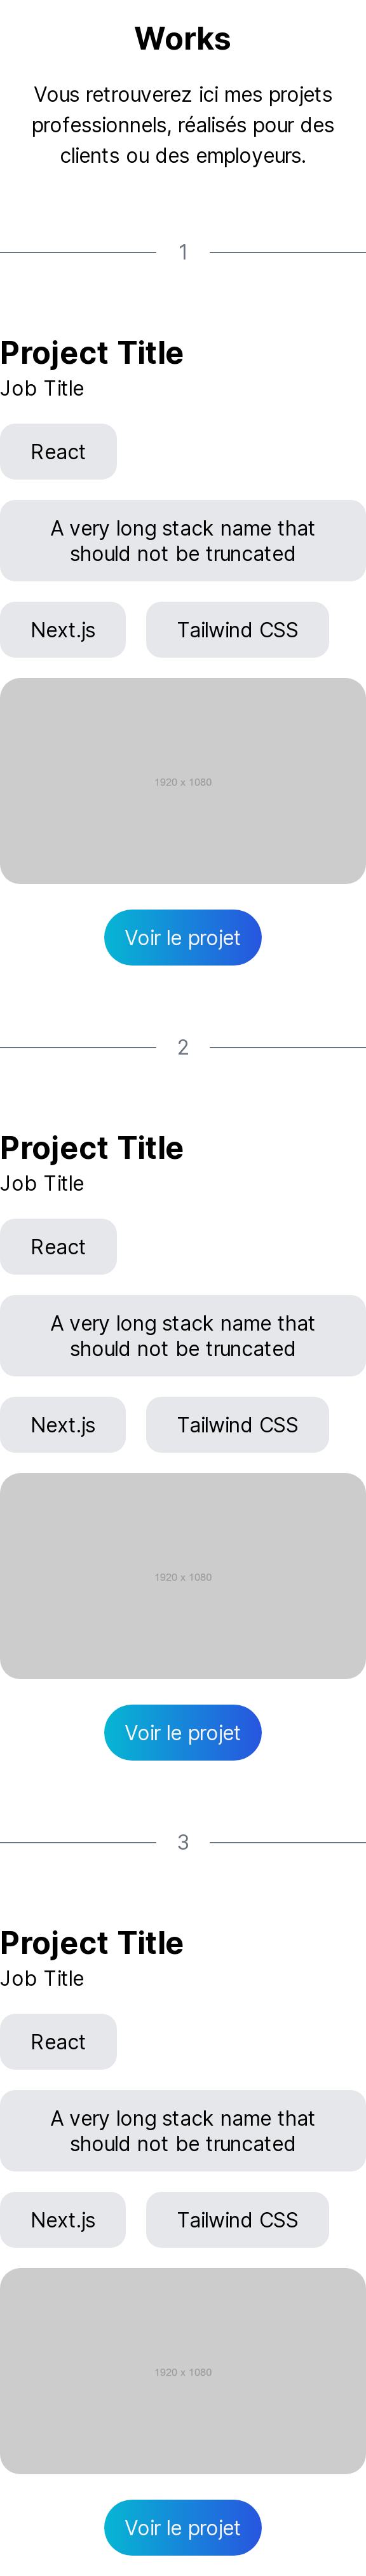 Works
Vous retrouverez ici mes projets
professionnels, réalisés pour des
clients ou des employeurs.
1
Project Title
Job Title
React
A very long stack name that
should not be truncated
Next.js Tailwind CSS
1920 x 1080
Voir le projet
2
Project Title
Job Title
React
A very long stack name that
should not be truncated
Next.js Tailwind CSS
1920 x 1080
Voir le projet
3
Project Title
Job Title
React
A very long stack name that
should not be truncated
Next.js Tailwind CSS
1920 x 1080
Voir le projet